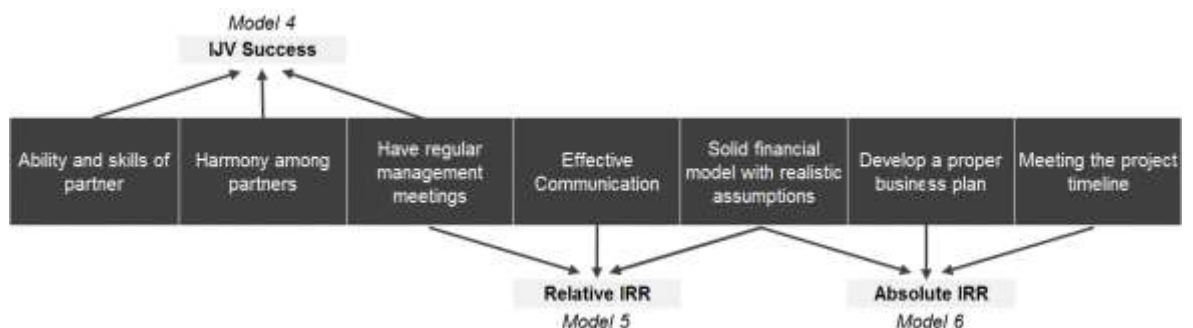 Model 4
IJV Success
Ability and skills of
partner
Harmony among
partners
Have regular
management
meetings
Effective
Communication
Solid financial
model with realistic
assumptions
Develop a proper
business plan
Meeting the project
timeline
Relative IRR
Model 5
Absolute IRR
Model 6